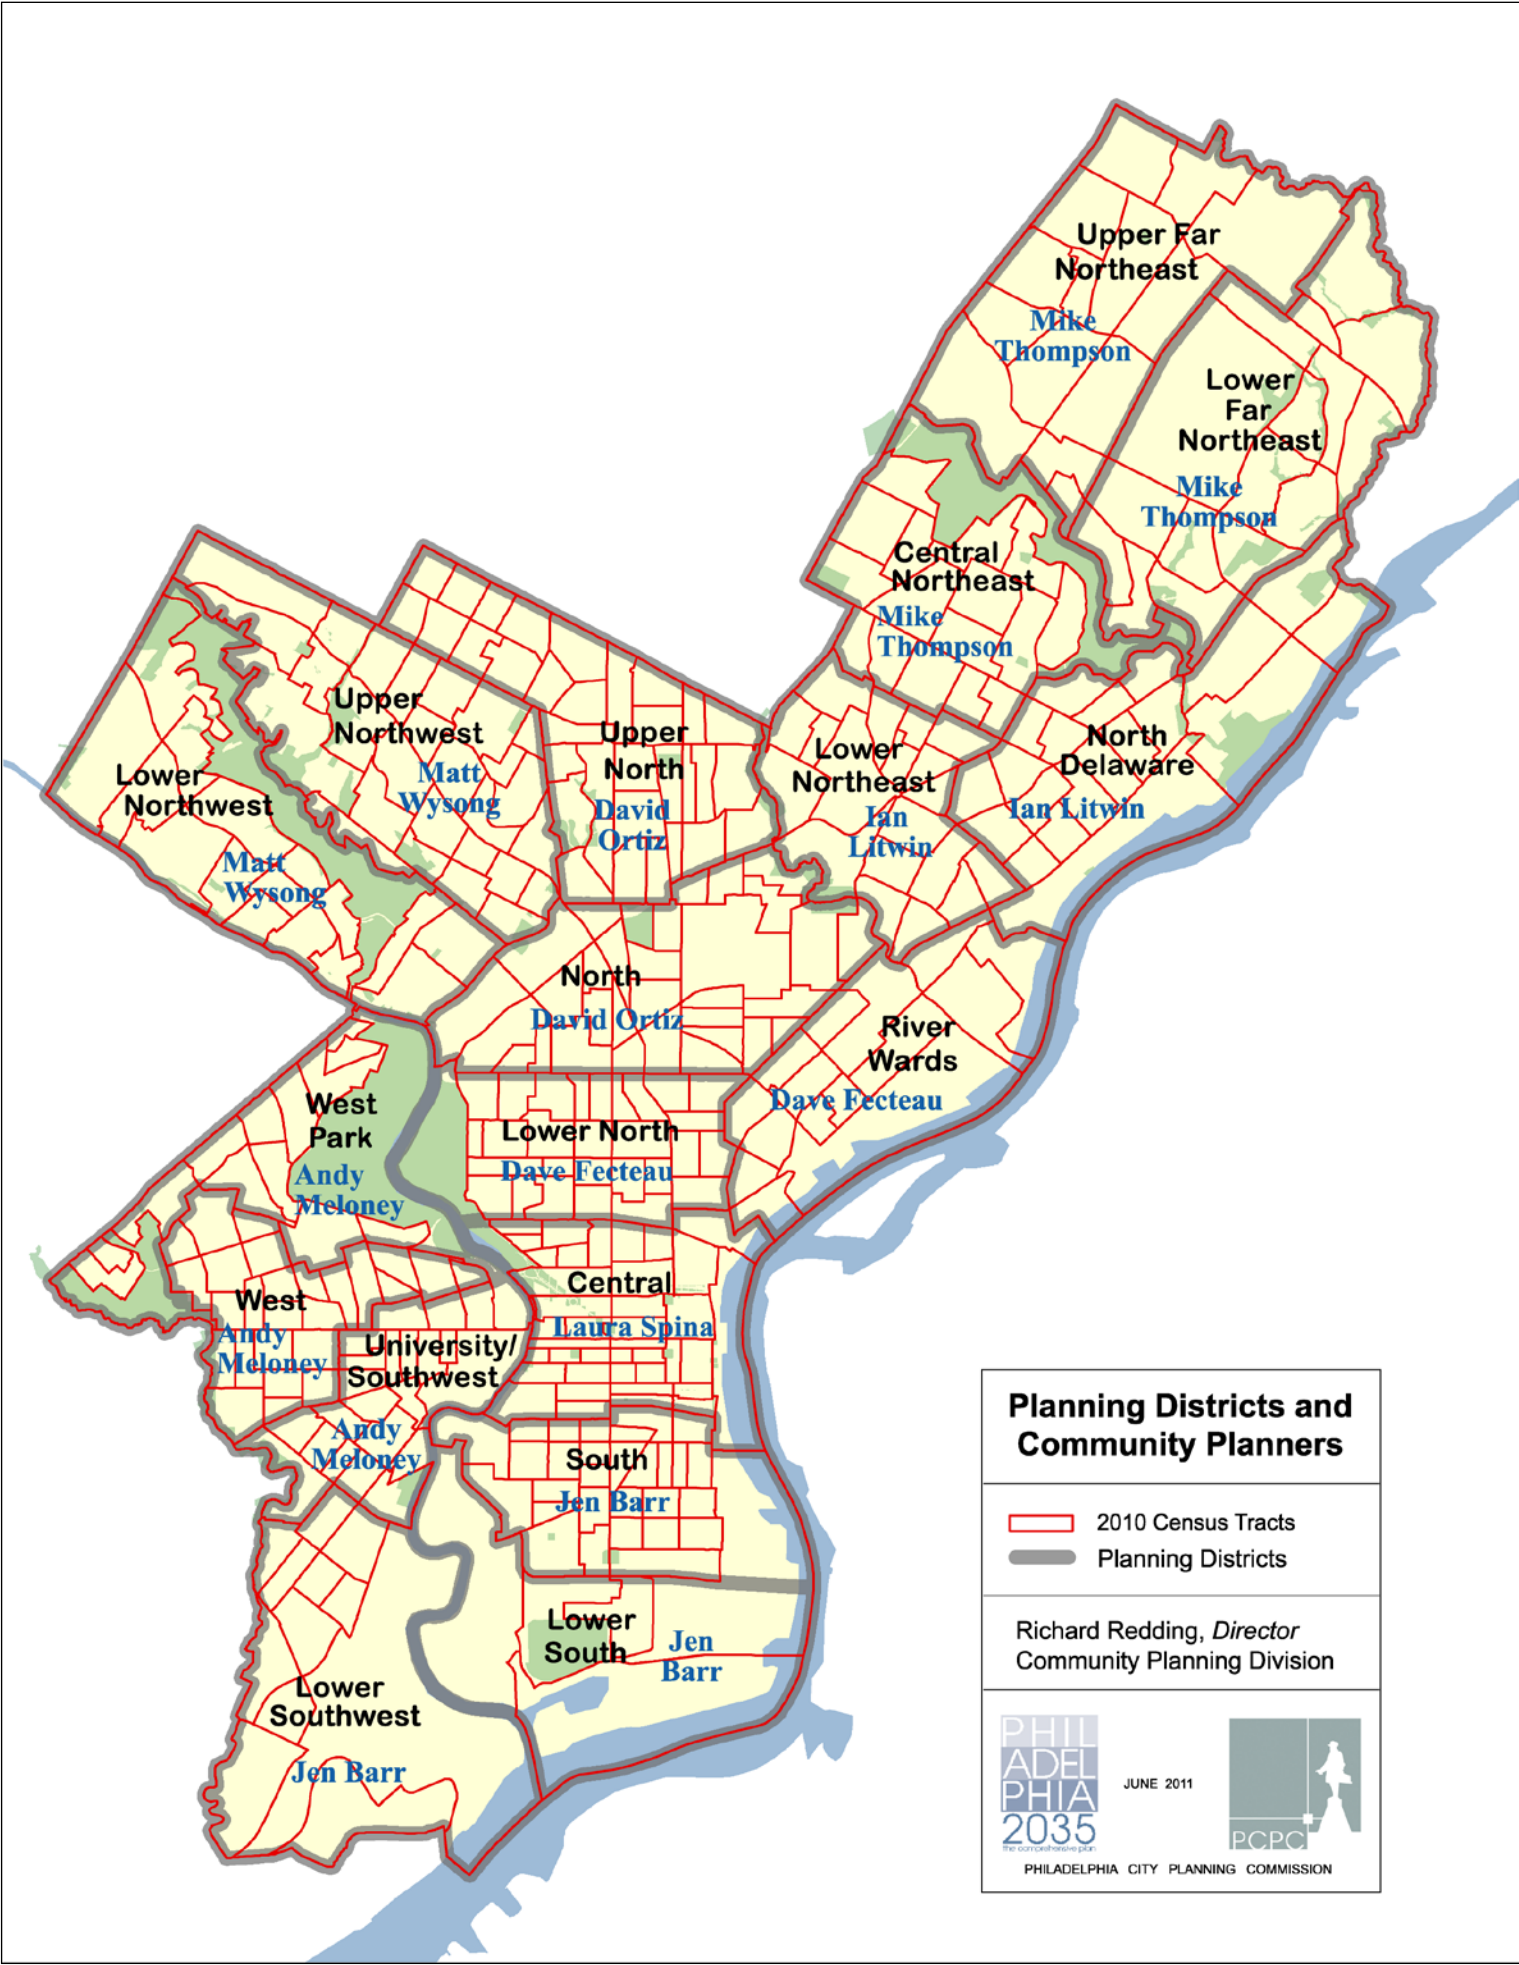 Upper Far
Northeast
Mike
Thompson
Lower
Far
Northeast
Mike
Thompson
Central
Northeast
Mike
Thompson
Upper
Northwest
Matt
Wysong
Lower
Northwest
Matt
Wysong
Upper
North
David
Ortiz
Lower
Northeast
Ian
Litwin
North
Delaware
Ian Litwin
North
David Ortiz
River
Wards
Dave Fecteau
West
Park
Andy
Meloney
Lower North
Dave Fecteau
Central
Laura Spina
West
Andy
Meloney
University/
Southwest
Andy
Meloney
South
Jen Barr
Lower
South
Jen
Barr
Lower
Southwest
Jen Barr
Planning Districts and
Community Planners
2010 Census Tracts
Planning Districts
Richard Redding, Director
Community Planning Division
PHIL
ADEL
PHIA
2035
the comprehensive plan
JUNE 2011
PCPC
PHILADELPHIA CITY PLANNING COMMISSION